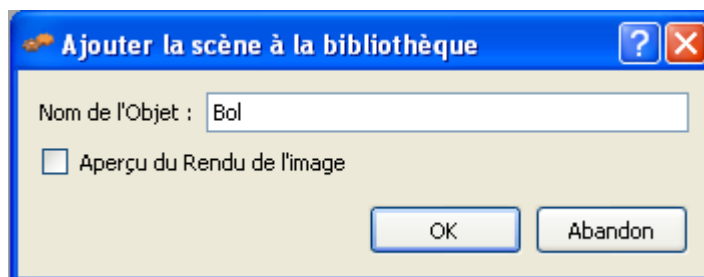 Ajouter la scène à la bibliothèque
Nom de l'Objet : Bol
Aperçu du Rendu de l'image
OK Abandon